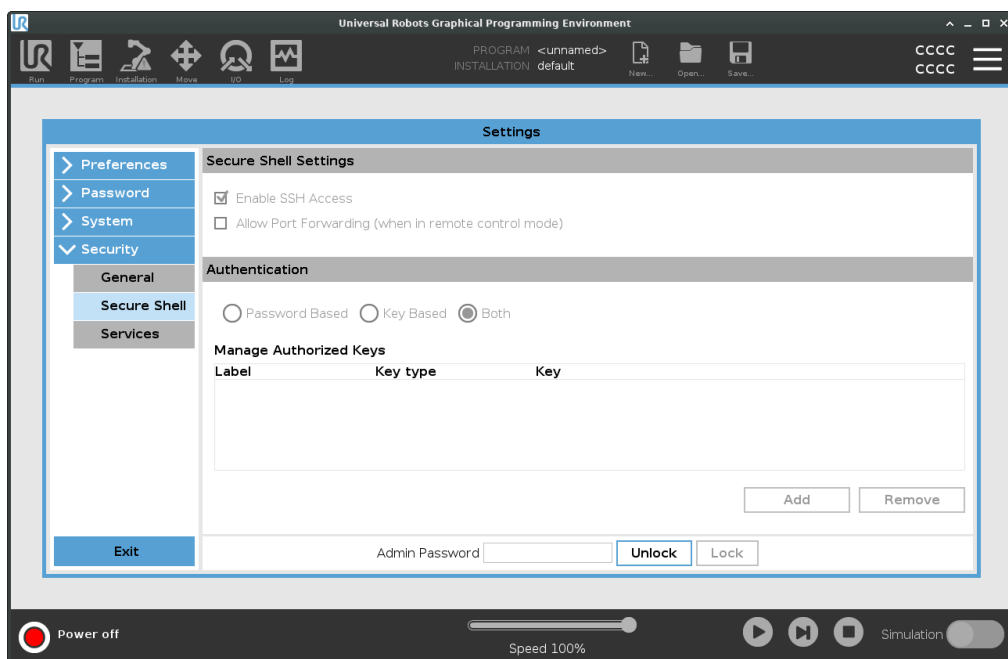 UR
Universal Robots Graphical Programming Environment
UR
Run
Program
Installation
Move
I/O
Log
PROGRAM <unnamed>
INSTALLATION default
New...
Open...
Save...
CCCC
CCCC
Settings
Preferences
Password
System
Security
General
Secure Shell
Services
Exit
Secure Shell Settings
Enable SSH Access
Allow Port Forwarding (when in remote control mode)
Authentication
Password Based Key Based Both
Manage Authorized Keys
Label Key type Key
Add Remove
Admin Password Unlock Lock
Power off
Speed 100%
Simulation